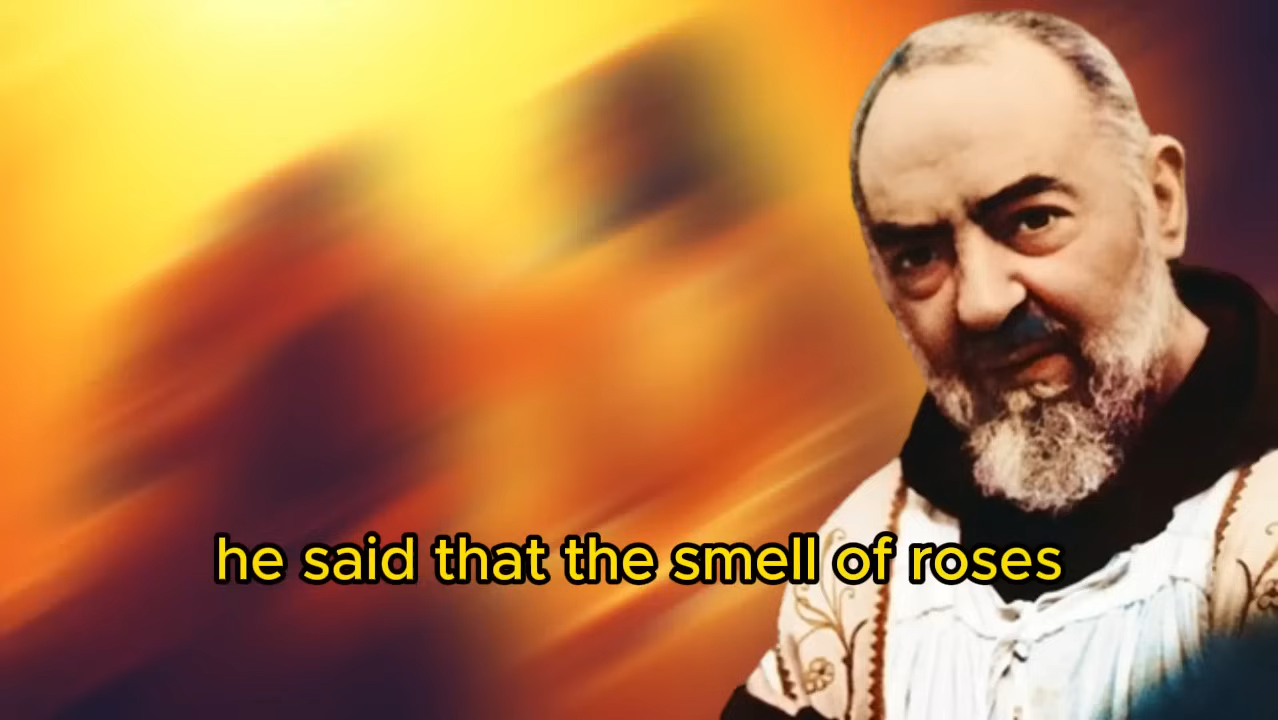 he said that the smell of roses